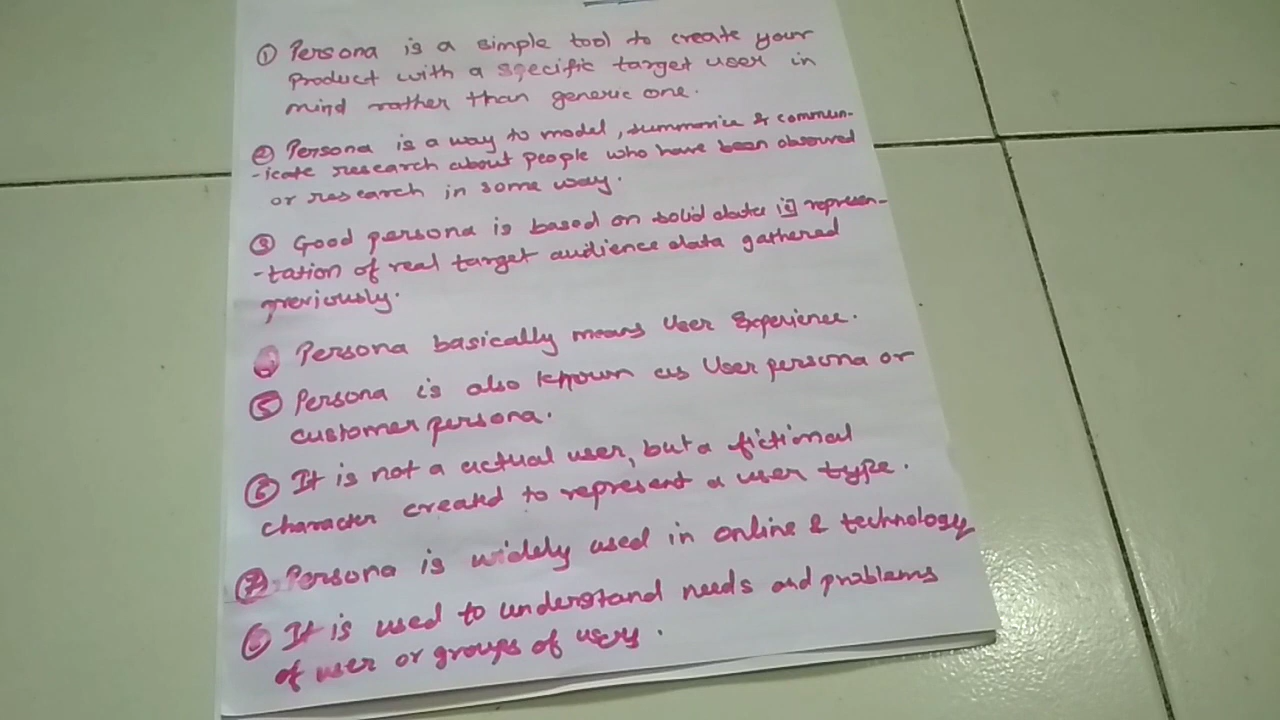 ① Persona is a simple tool to create your
product with a specific target user in
mind rather than generic one.
② Persona is a way to model, summarize & commun-
-icate research about people who have been observed
or research in some way.
③ Good persona is based on solid data is represen-
-tation of real target audience data gathered
previously.
Persona basically means User Experience.
⑤ Persona is also known as User persona or
customer persona.
⑥ It is not a actual user, but a fictional
character created to represent a user type.
⑦ Persona is widely used in online & technology
It is used to understand needs and problems
of user or groups of users.